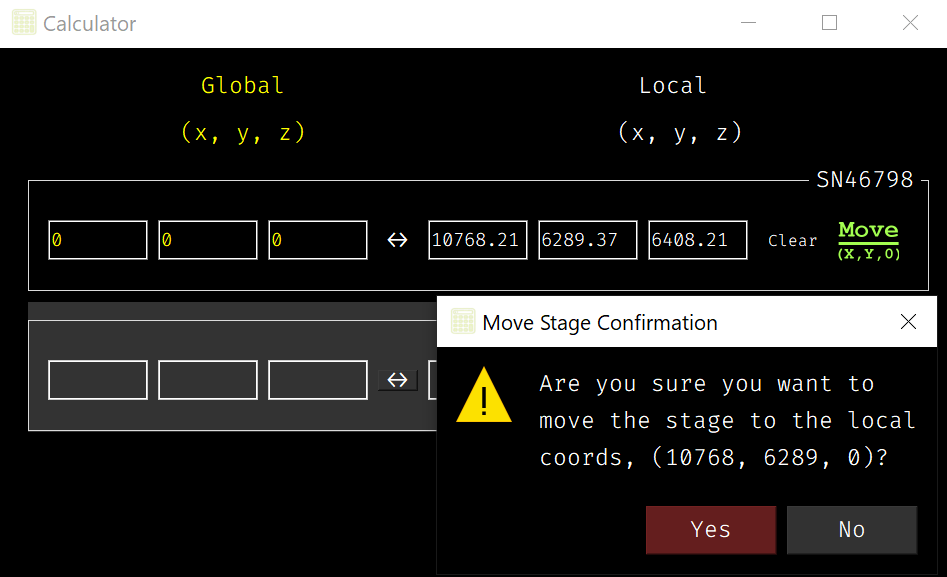 Calculator
Global Local
(x, y, z) (x, y, z)
SN46798
0 0 0 ↔ 10768.21 6289.37 6408.21 Clear Move
(X,Y,0)
Move Stage Confirmation
↔
Are you sure you want to
move the stage to the local
coords, (10768, 6289, 0)?
Yes No